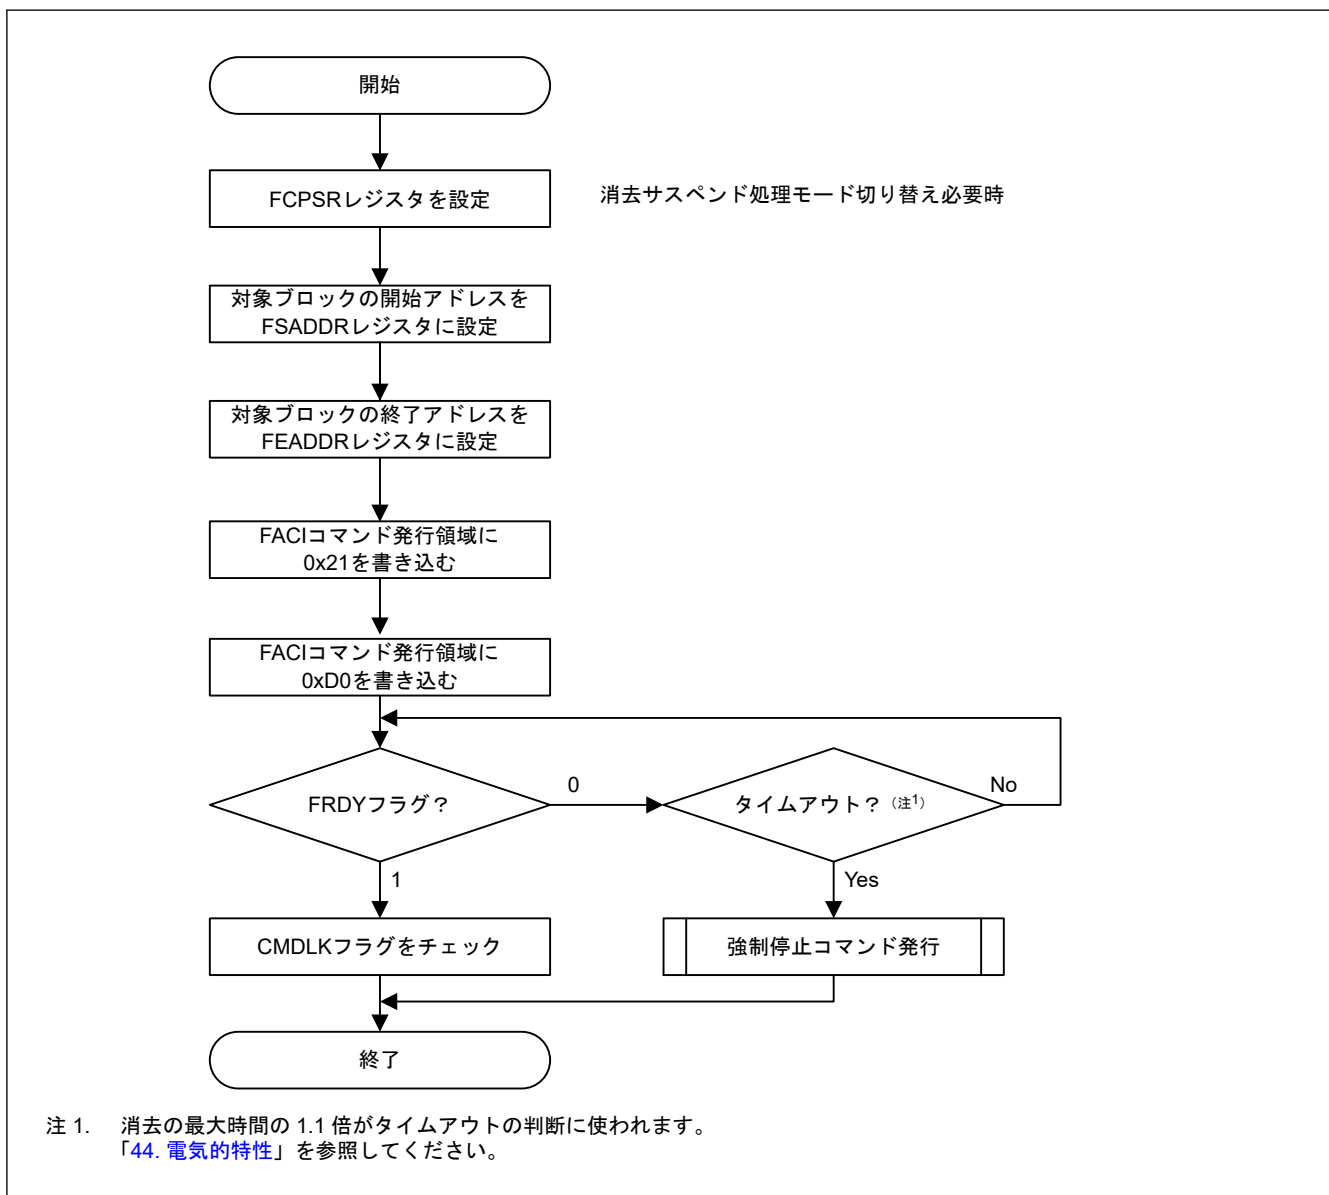 開始
FCPSRレジスタを設定
消去サスペンド処理モード切り替え必要時
対象ブロックの開始アドレスを
FSADDRレジスタに設定
対象ブロックの終了アドレスを
FEADDRレジスタに設定
FACIコマンド発行領域に
0x21を書き込む
FACIコマンド発行領域に
0xD0を書き込む
FRDYフラグ？
0
タイムアウト？（注1）
No
1
Yes
CMDLKフラグをチェック
強制停止コマンド発行
終了
注 1. 消去の最大時間の 1.1 倍がタイムアウトの判断に使われます。
「44. 電気的特性」を参照してください。